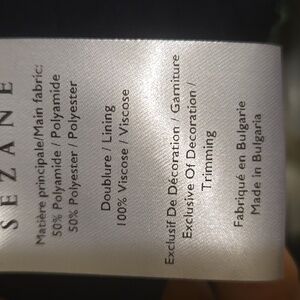 SEZANE
Matière principale/Main fabric:
50% Polyamide / Polyamide
50% Polyester / Polyester
Doublure / Lining
100% Viscose / Viscose
Exclusif De Décoration / Garniture
Exclusive Of Decoration /
Trimming
Fabriqué en Bulgarie
Made in Bulgaria